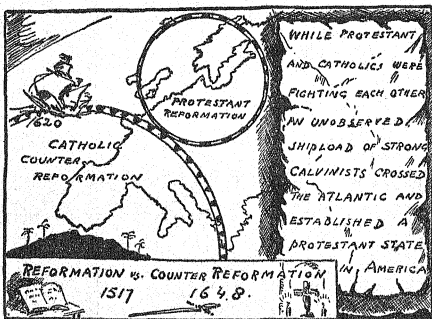 PROTESTANT
REFORMATION
1620
CATHOLIC
COUNTER
REFORMATION
WHILE PROTESTANT
AND CATHOLICS WERE
FIGHTING EACH OTHER
AN UNOBSERVED,
SHIPLOAD OF STRONG
CALVINISTS CROSSED
THE ATLANTIC AND
ESTABLISHED A
PROTESTANT STATE
IN AMERICA
REFORMATION VS. COUNTER REFORMATION
1517 1648.